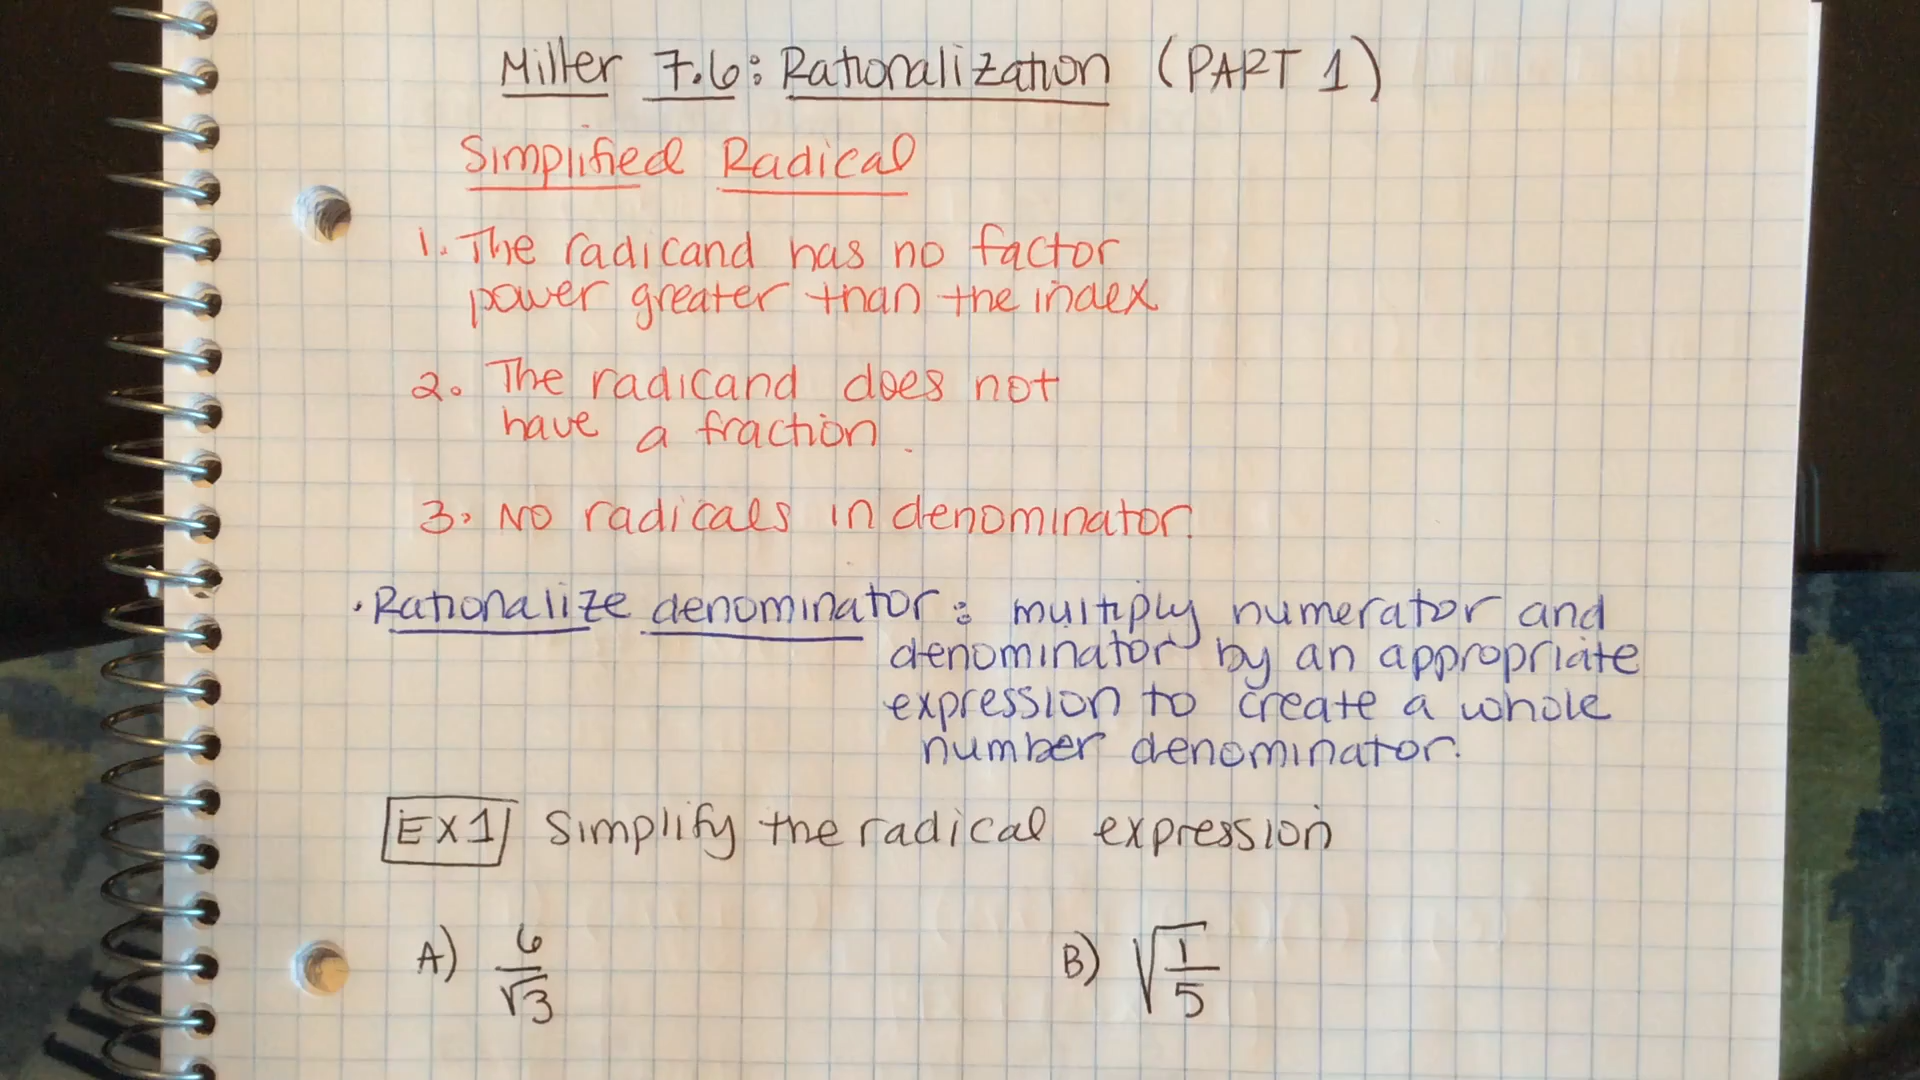 Miller 7.6: Rationalization (PART 1)
Simplified Radical
1. The radicand has no factor
power greater than the index
2. The radicand does not
have a fraction.
3. No radicals in denominator.
· Rationalize denominator: multiply numerator and
denominator by an appropriate
expression to create a whole
number denominator.
EX1 Simplify the radical expression
A) 6/√3 B) √(1/5)